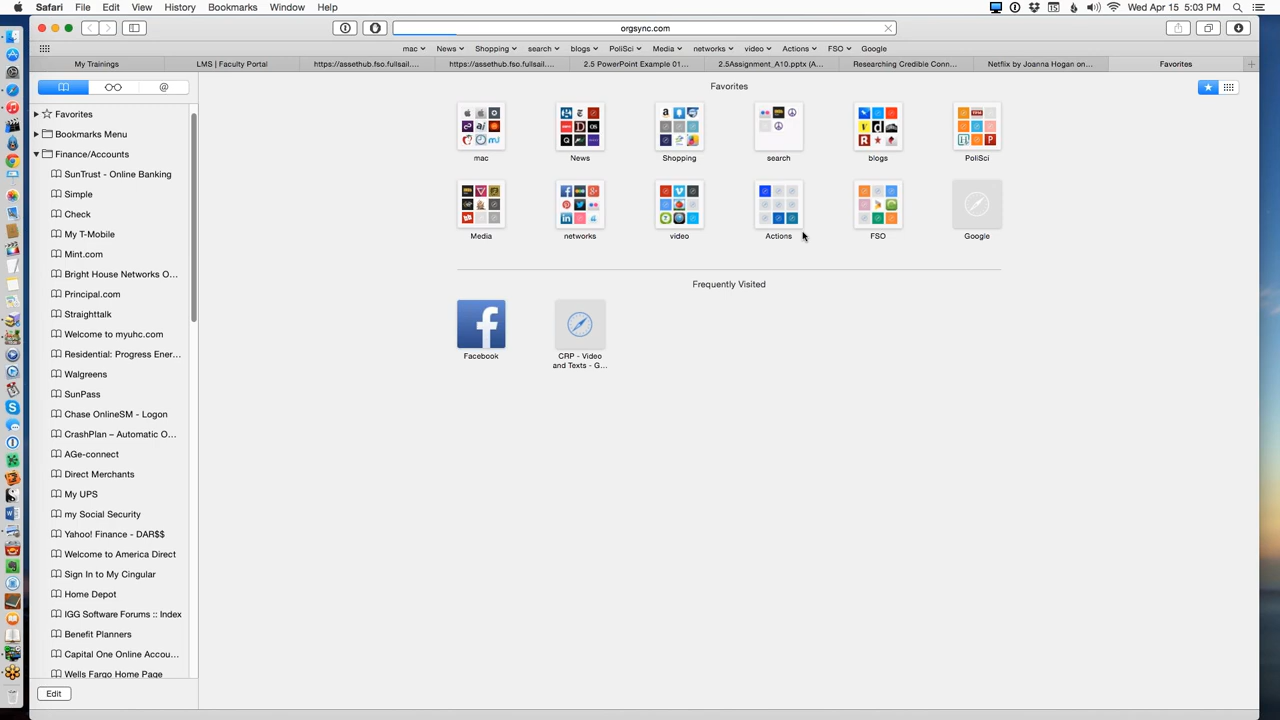 Safari File Edit View History Bookmarks Window Help Wed Apr 15 5:03 PM
orgsync.com
mac News Shopping search blogs PoliSci Media networks video Actions FSO Google
My Trainings LMS | Faculty Portal https://assethub.fso.fullsail.… https://assethub.fso.fullsail.… 2.5 PowerPoint Example 01… 2.5Assignment_A10.pptx (A… Researching Credible Conn… Netflix by Joanna Hogan on… Favorites
Favorites
Bookmarks Menu
Finance/Accounts
SunTrust - Online Banking
Simple
Check
My T-Mobile
Mint.com
Bright House Networks O…
Principal.com
Straighttalk
Welcome to myuhc.com
Residential: Progress Ener…
Walgreens
SunPass
Chase OnlineSM - Logon
CrashPlan – Automatic O…
AGe-connect
Direct Merchants
My UPS
my Social Security
Yahoo! Finance - DAR$$
Welcome to America Direct
Sign In to My Cingular
Home Depot
IGG Software Forums :: Index
Benefit Planners
Capital One Online Accou…
Wells Fargo Home Page
Edit
Favorites
mac News Shopping search blogs PoliSci
Media networks video Actions FSO Google
Frequently Visited
Facebook CRP - Video
and Texts - G…